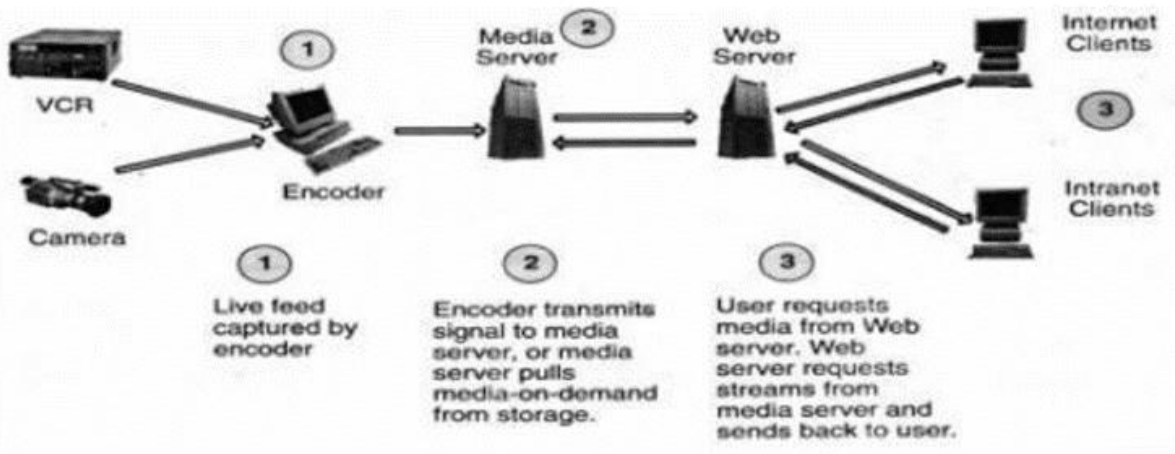 1
Media
Server
2
Web
Server
Internet
Clients
VCR
3
Encoder
Intranet
Clients
Camera
1
Live feed
captured by
encoder
2
Encoder transmits
signal to media
server, or media
server pulls
media-on-demand
from storage.
3
User requests
media from Web
server. Web
server requests
streams from
media server and
sends back to user.